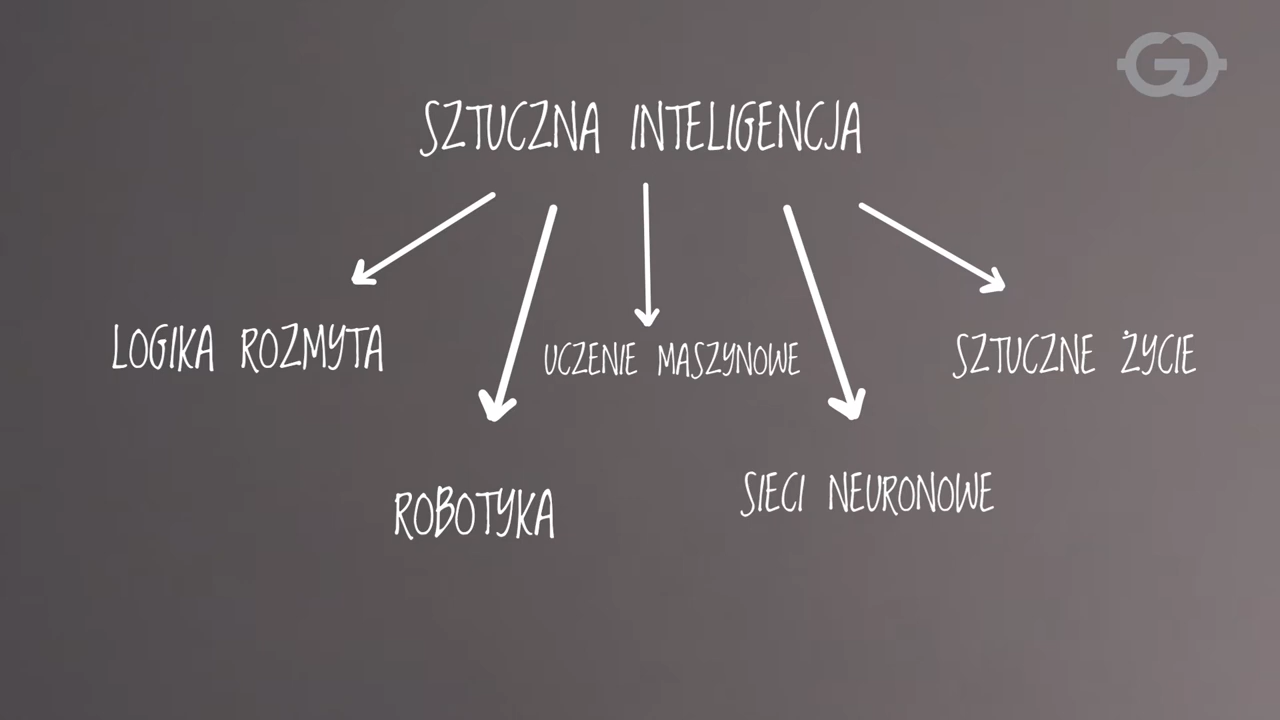 SZTUCZNA INTELIGENCJA
LOGIKA ROZMYTA
UCZENIE MASZYNOWE
SZTUCZNE ŻYCIE
ROBOTYKA
SIECI NEURONOWE